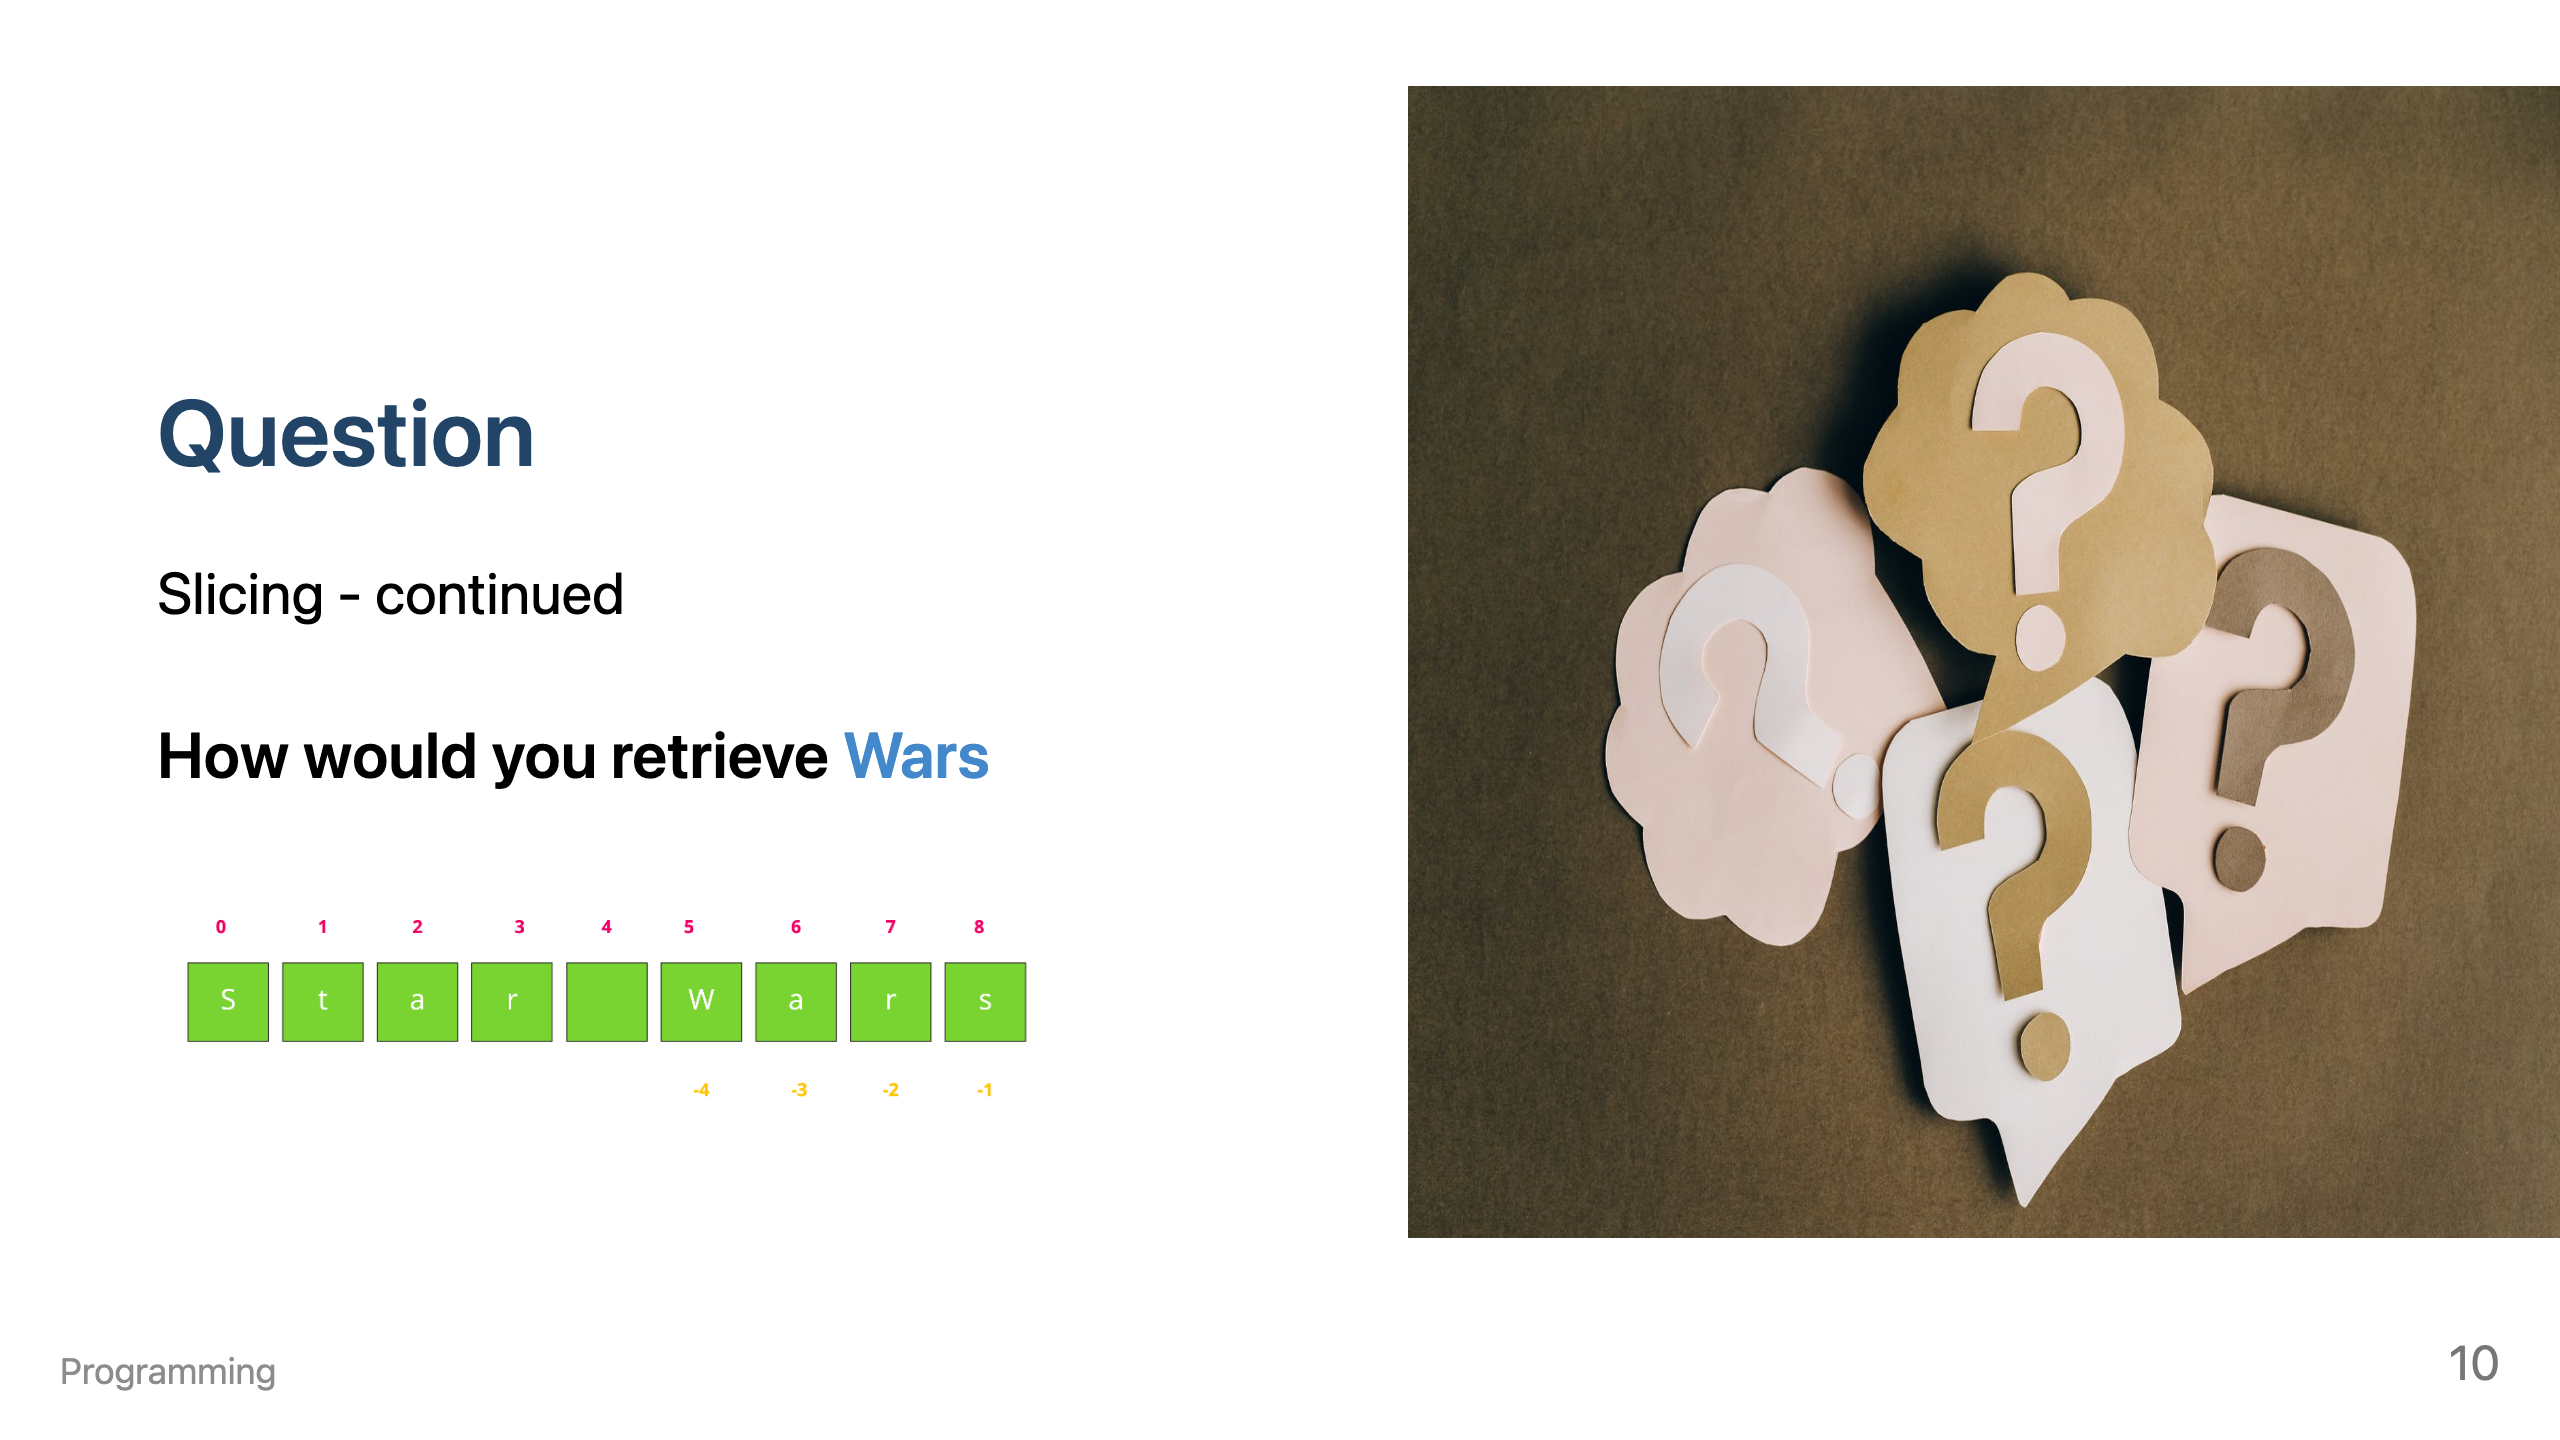 Question
Slicing - continued
How would you retrieve Wars
0 1 2 3 4 5 6 7 8
S t a r W a r s
-4 -3 -2 -1
? ? ? ?
Programming
10